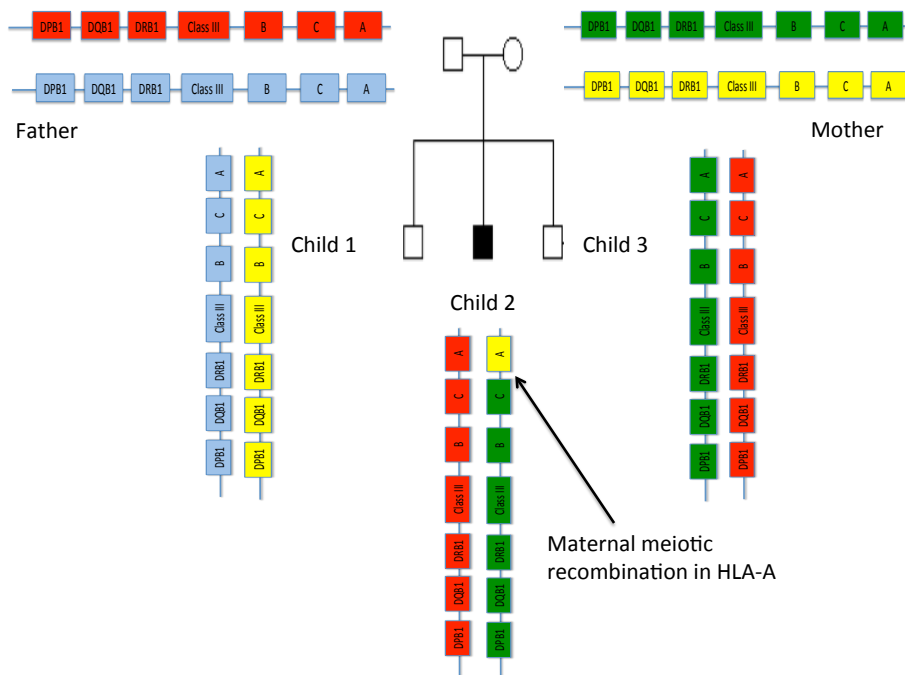 DPB1 DQB1 DRB1 Class III B C A
DPB1 DQB1 DRB1 Class III B C A
Father
DPB1 DQB1 DRB1 Class III B C A
DPB1 DQB1 DRB1 Class III B C A
Mother
A C B Class III DRB1 DQB1 DPB1
A C B Class III DRB1 DQB1 DPB1
Child 1
Child 2
A C B Class III DRB1 DQB1 DPB1
A C B Class III DRB1 DQB1 DPB1
Child 3
A C B Class III DRB1 DQB1 DPB1
A C B Class III DRB1 DQB1 DPB1
Maternal meiotic
recombination in HLA-A